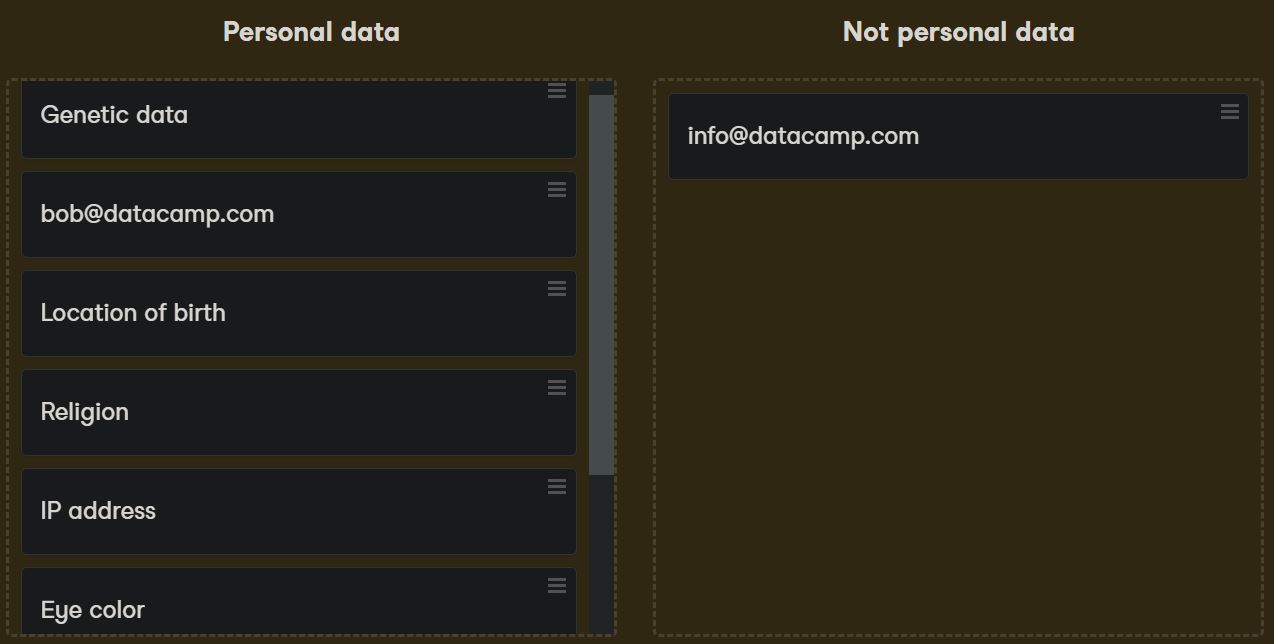 Personal data
Genetic data
bob@datacamp.com
Location of birth
Religion
IP address
Eye color
Not personal data
info@datacamp.com